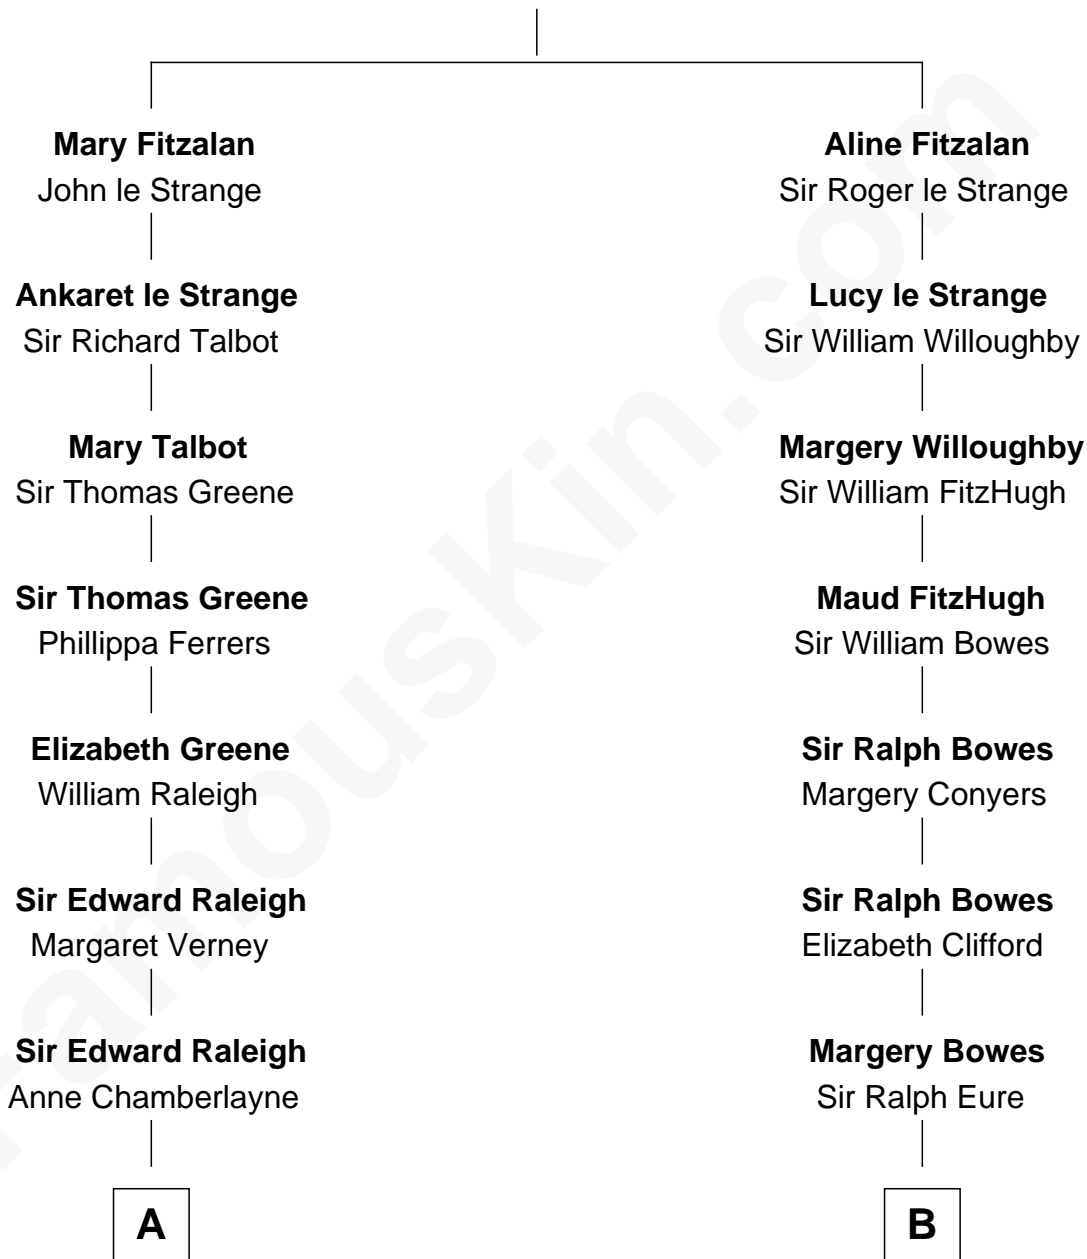 Mary Fitzalan
John le Strange
Aline Fitzalan
Sir Roger le Strange
Ankaret le Strange
Sir Richard Talbot
Lucy le Strange
Sir William Willoughby
Mary Talbot
Sir Thomas Greene
Margery Willoughby
Sir William FitzHugh
Sir Thomas Greene
Phillippa Ferrers
Maud FitzHugh
Sir William Bowes
Elizabeth Greene
William Raleigh
Sir Ralph Bowes
Margery Conyers
Sir Edward Raleigh
Margaret Verney
Sir Ralph Bowes
Elizabeth Clifford
Sir Edward Raleigh
Anne Chamberlayne
Margery Bowes
Sir Ralph Eure
A
B
FamousKin.com